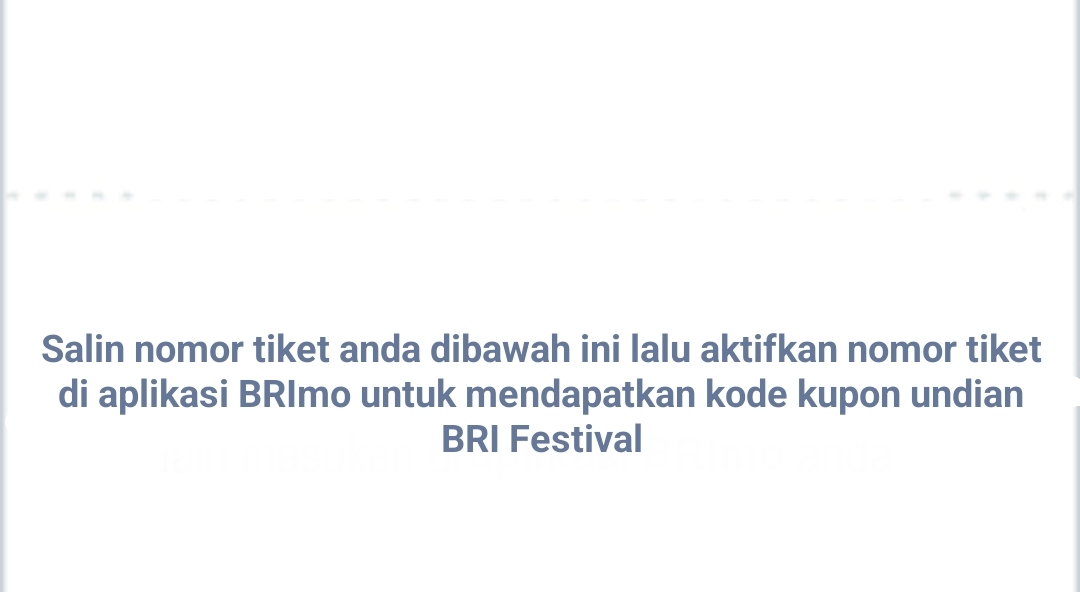 Salin nomor tiket anda dibawah ini lalu aktifkan nomor tiket
di aplikasi BRImo untuk mendapatkan kode kupon undian
BRI Festival